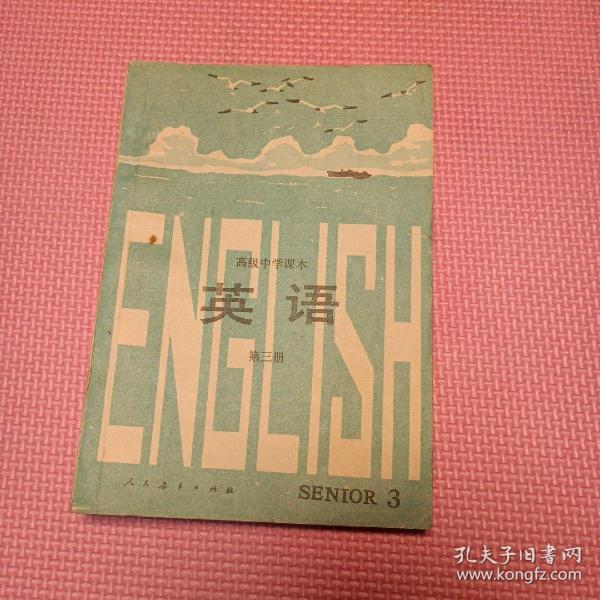 ENGLISH
高级中学课本
英语
第三册
人民教育出版社
SENIOR 3
孔夫子旧书网
www.kongfz.com